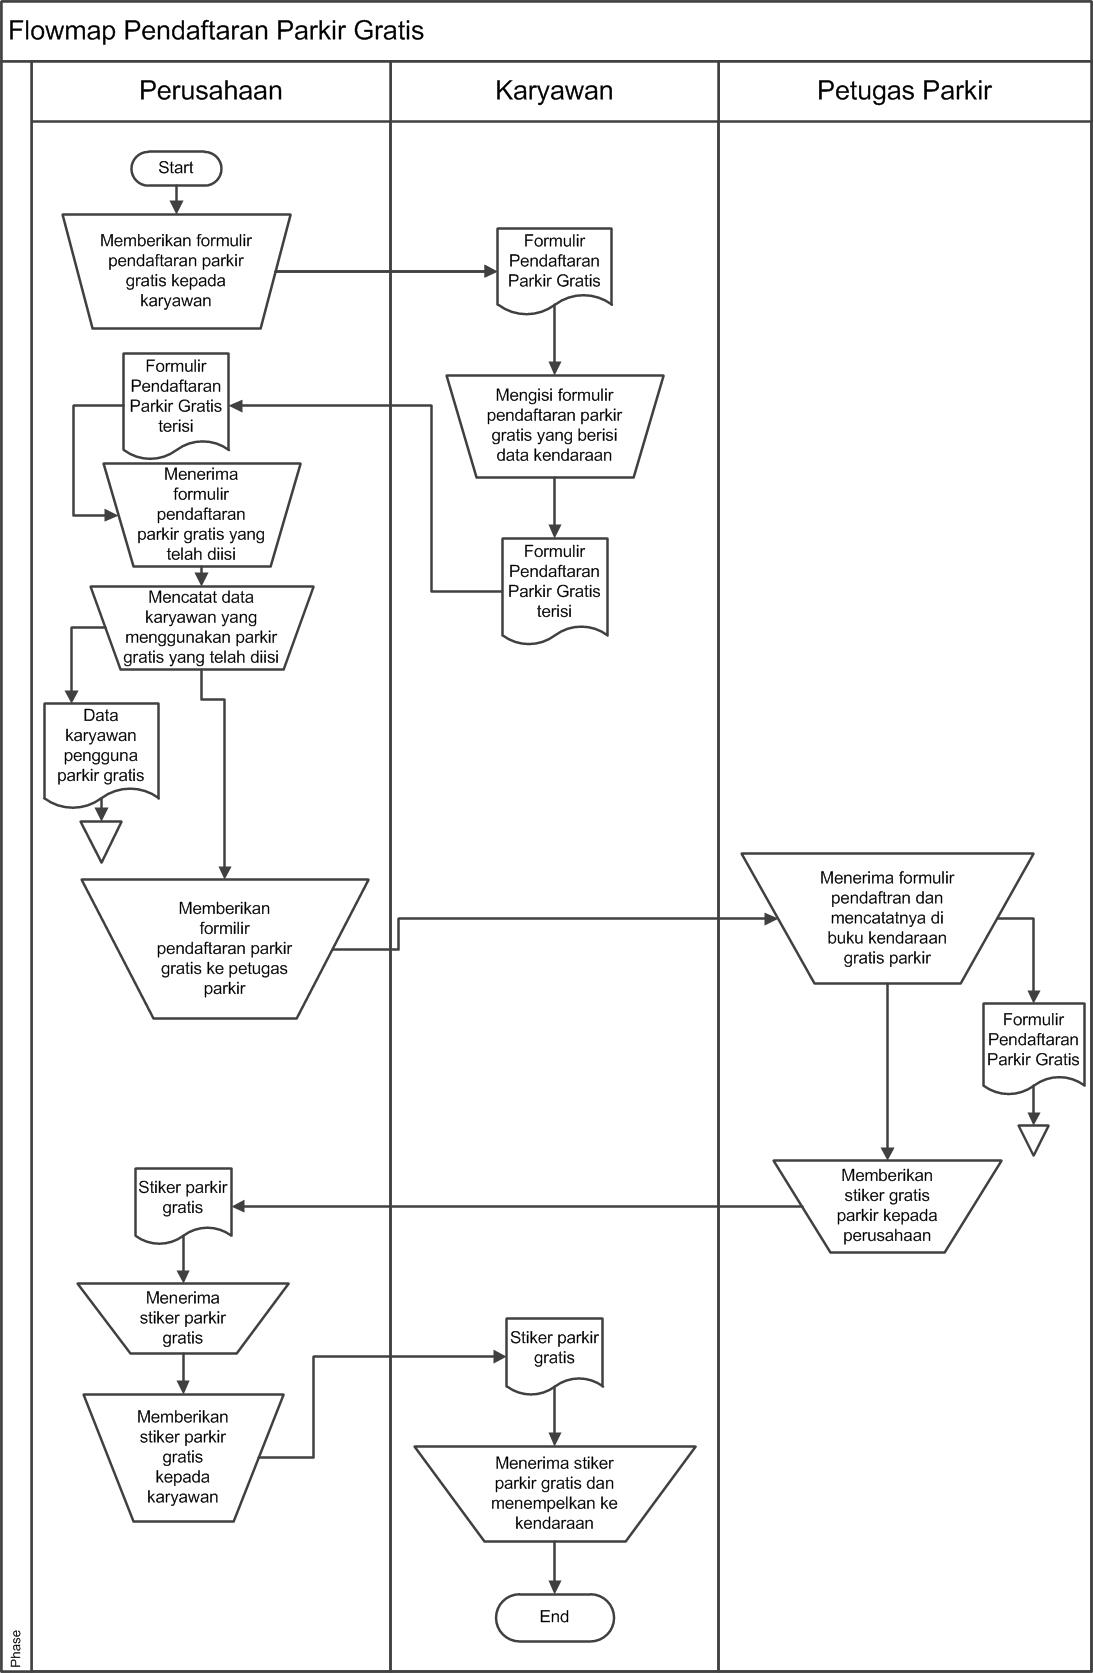 Flowmap Pendaftaran Parkir Gratis
Perusahaan
Karyawan
Petugas Parkir
Start
Memberikan formulir
pendaftaran parkir
gratis kepada
karyawan
Formulir
Pendaftaran
Parkir Gratis
Mengisi formulir
pendaftaran parkir
gratis yang berisi
data kendaraan
Formulir
Pendaftaran
Parkir Gratis
terisi
Formulir
Pendaftaran
Parkir Gratis
terisi
Menerima
formulir
pendaftaran
parkir gratis yang
telah diisi
Mencatat data
karyawan yang
menggunakan parkir
gratis yang telah diisi
Data
karyawan
pengguna
parkir gratis
Memberikan
formilir
pendaftaran parkir
gratis ke petugas
parkir
Menerima formulir
pendaftran dan
mencatatnya di
buku kendaraan
gratis parkir
Formulir
Pendaftaran
Parkir Gratis
Memberikan
stiker gratis
parkir kepada
perusahaan
Stiker parkir
gratis
Menerima
stiker parkir
gratis
Memberikan
stiker parkir
gratis
kepada
karyawan
Stiker parkir
gratis
Menerima stiker
parkir gratis dan
menempelkan ke
kendaraan
End
Phase